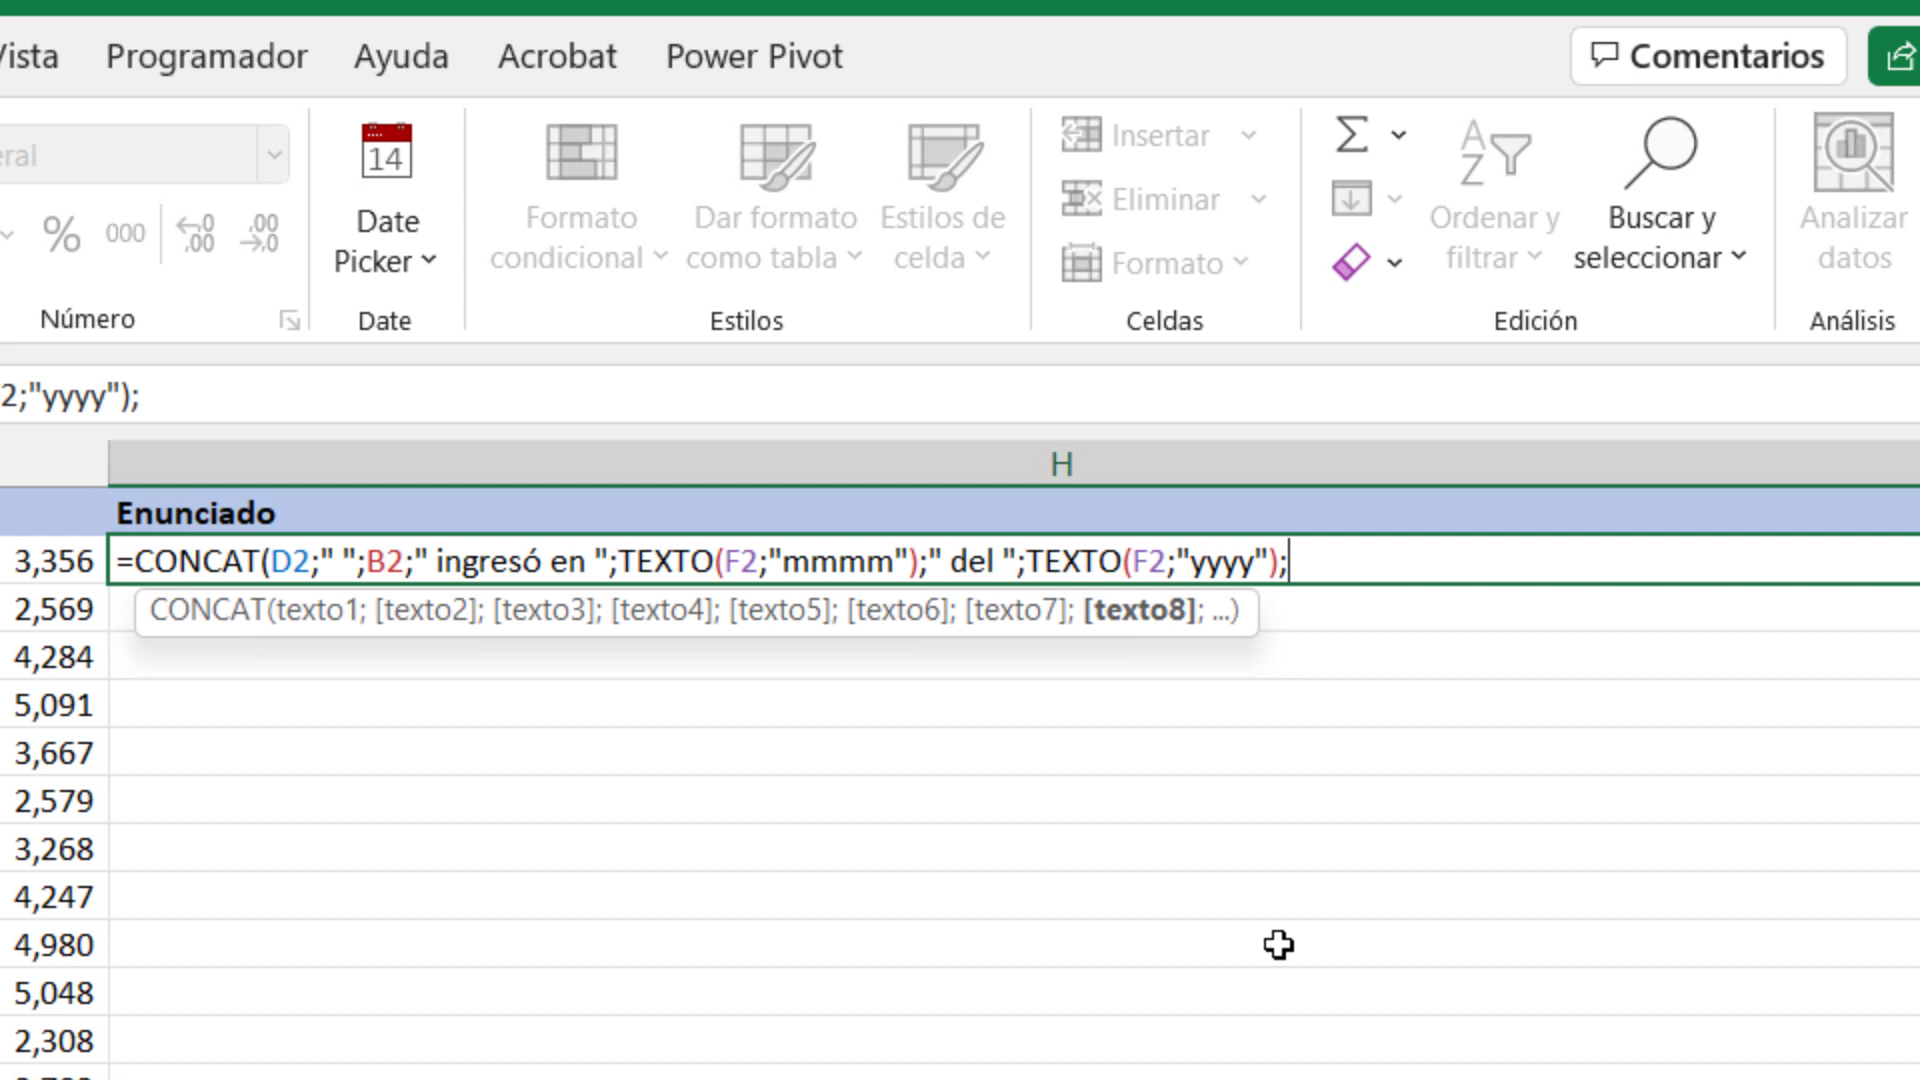 Vista Programador Ayuda Acrobat Power Pivot Comentarios
eral
14
Date
Picker
Formato
condicional
Dar formato
como tabla
Estilos de
celda
Insertar
Eliminar
Formato
A
Z
Ordenar y
filtrar
Buscar y
seleccionar
Analizar
datos
% 000 0 ,00 ,00 ,0
Número Date Estilos Celdas Edición Análisis
2;"yyyy");
H
Enunciado
3,356 =CONCAT(D2;" ";B2;" ingresó en ";TEXTO(F2;"mmmm");" del ";TEXTO(F2;"yyyy");
2,569 CONCAT(texto1; [texto2]; [texto3]; [texto4]; [texto5]; [texto6]; [texto7]; [texto8]; ...)
4,284
5,091
3,667
2,579
3,268
4,247
4,980
5,048
2,308